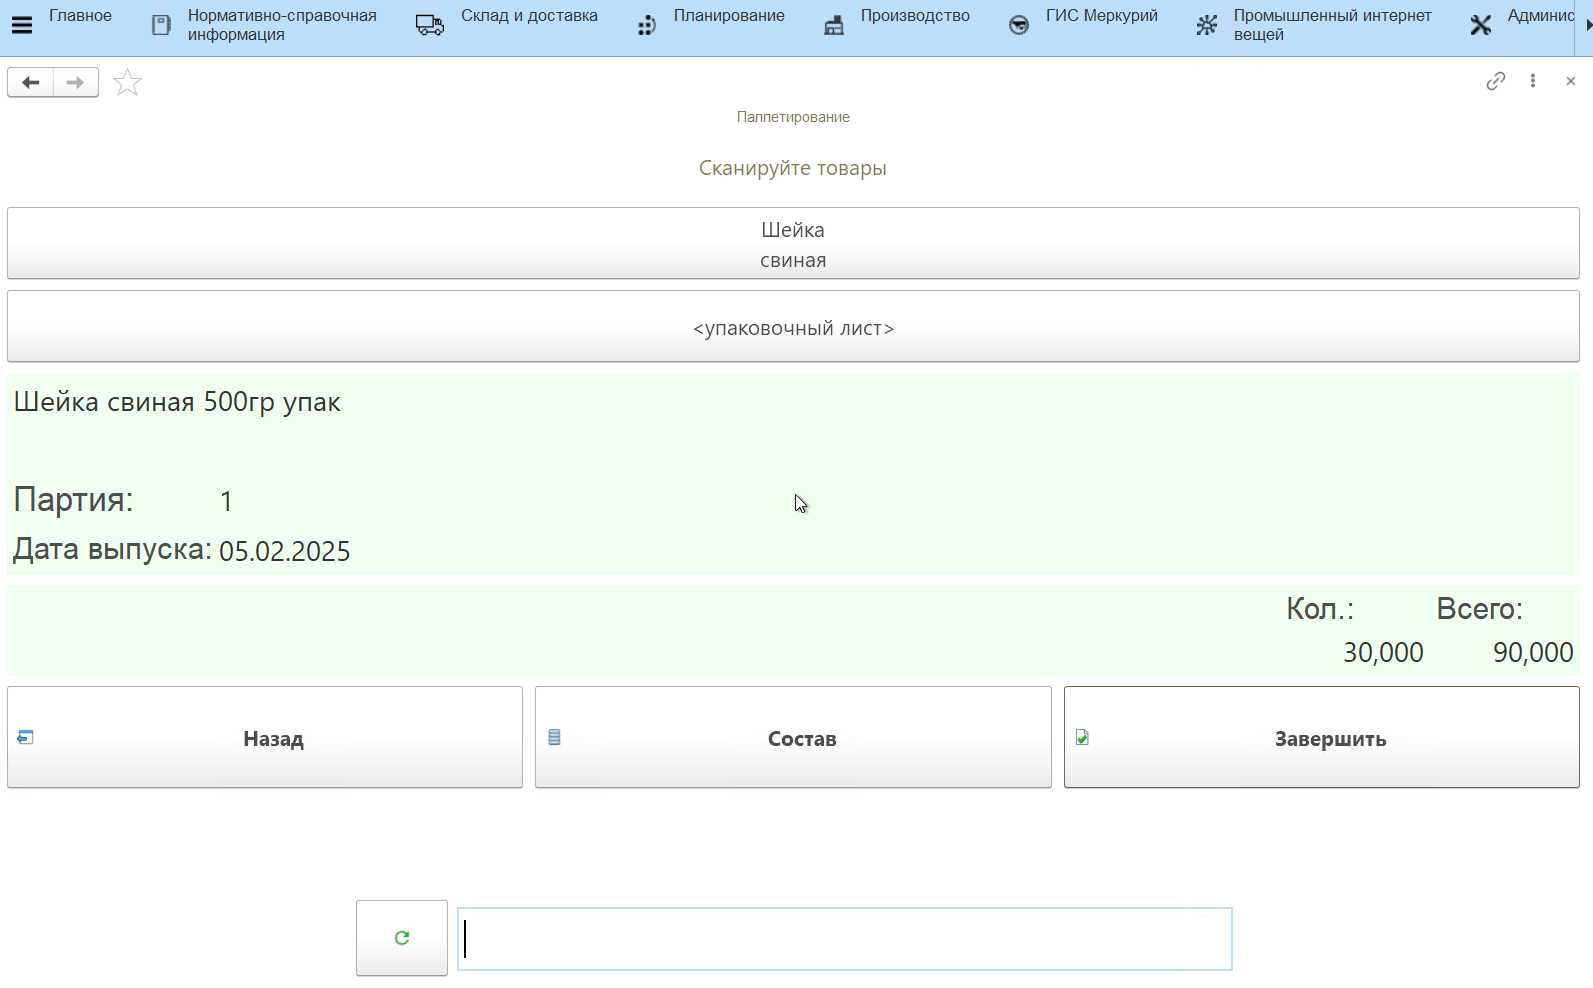 Главное
Нормативно-справочная
информация
Склад и доставка
Планирование
Производство
ГИС Меркурий
Промышленный интернет
вещей
Админис
Паллетирование
Сканируйте товары
Шейка
свиная
<упаковочный лист>
Шейка свиная 500гр упак
Партия: 1
Дата выпуска: 05.02.2025
Кол.: Всего:
30,000 90,000
Назад Состав Завершить